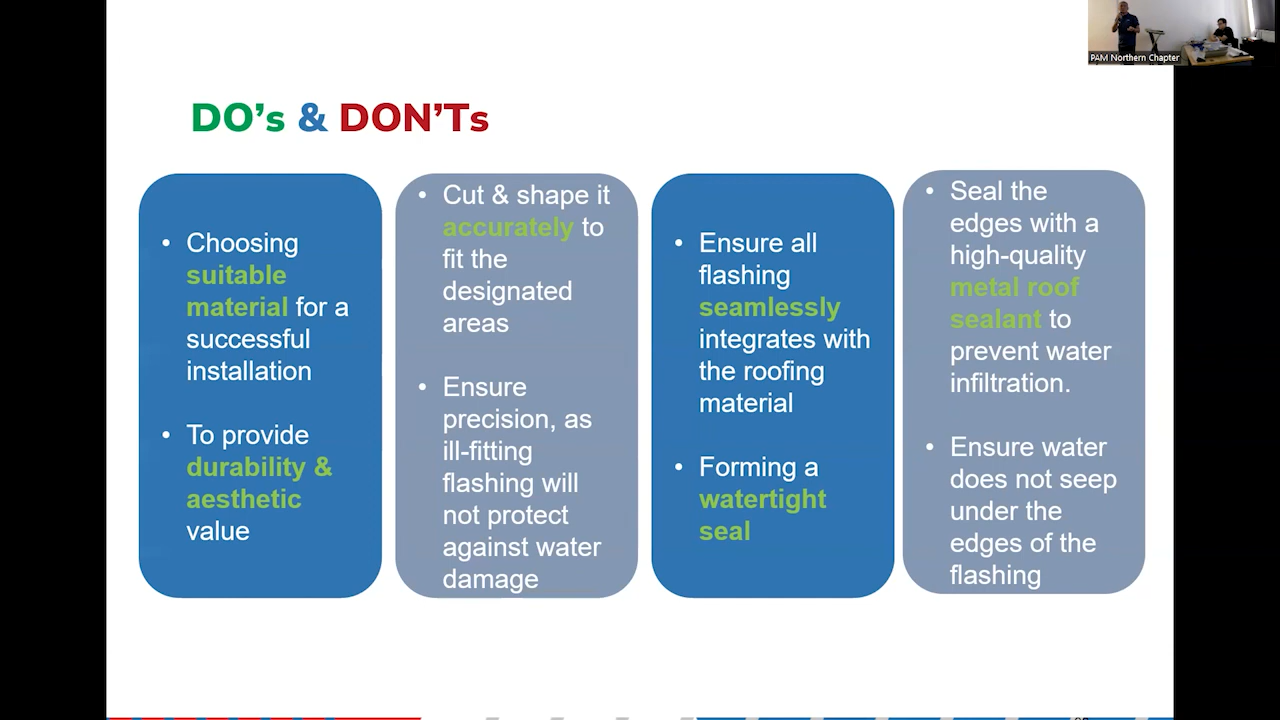 PAM Northern Chapter
DO’s & DON’Ts
• Choosing
suitable
material for a
successful
installation
• To provide
durability &
aesthetic
value
• Cut & shape it
accurately to
fit the
designated
areas
• Ensure
precision, as
ill-fitting
flashing will
not protect
against water
damage
• Ensure all
flashing
seamlessly
integrates with
the roofing
material
• Forming a
watertight
seal
• Seal the
edges with a
high-quality
metal roof
sealant to
prevent water
infiltration.
• Ensure water
does not seep
under the
edges of the
flashing